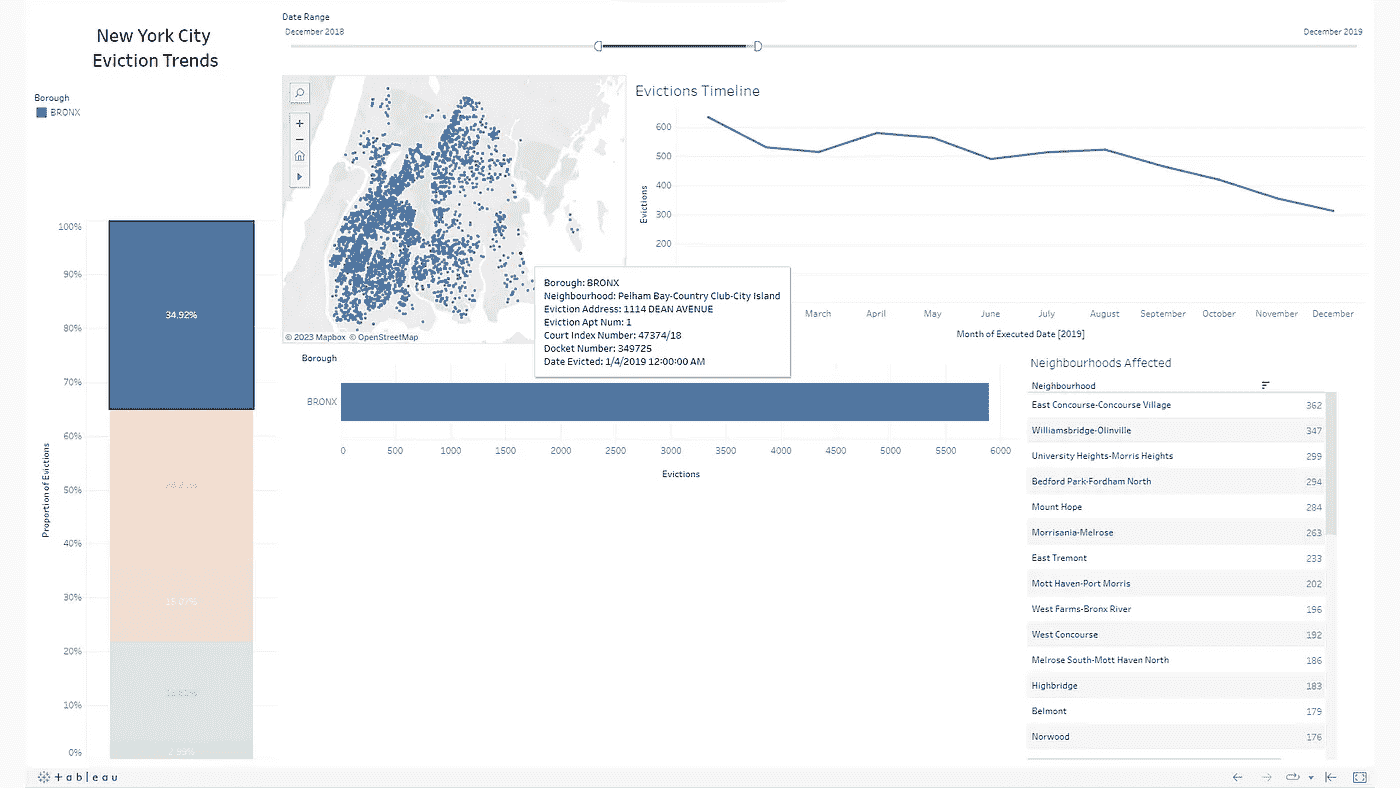 New York City
Eviction Trends
Date Range
December 2018
December 2019
Borough
BRONX
100%
90%
80%
70%
60%
50%
40%
30%
20%
10%
0%
Proportion of Evictions
34.92%
© 2023 Mapbox © OpenStreetMap
Evictions Timeline
600
500
400
300
200
Evictions
March
April
May
June
July
August
September
October
November
December
Month of Executed Date [2019]
Borough: BRONX
Neighbourhood: Pelham Bay-Country Club-City Island
Eviction Address: 1114 DEAN AVENUE
Eviction Apt Num: 1
Court Index Number: 47374/18
Docket Number: 349725
Date Evicted: 1/4/2019 12:00:00 AM
Borough
BRONX
0
500
1000
1500
2000
2500
3000
3500
4000
4500
5000
5500
6000
Evictions
Neighbourhoods Affected
Neighbourhood
East Concourse-Concourse Village 362
Williamsbridge-Olinville 347
University Heights-Morris Heights 299
Bedford Park-Fordham North 294
Mount Hope 284
Morrisania-Melrose 263
East Tremont 233
Mott Haven-Port Morris 202
West Farms-Bronx River 196
West Concourse 192
Melrose South-Mott Haven North 186
Highbridge 183
Belmont 179
Norwood 176
+ableau